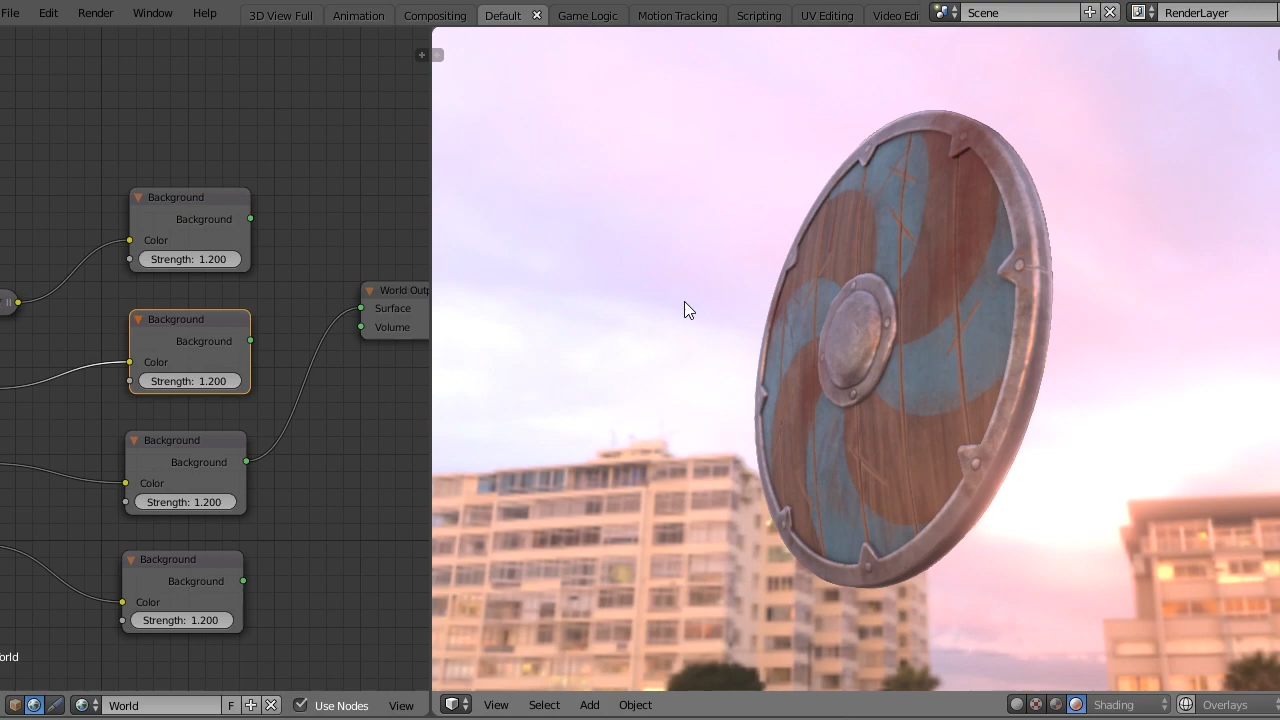 File Edit Render Window Help 3D View Full Animation Compositing Default Game Logic Motion Tracking Scripting UV Editing Video Edi Scene RenderLayer
Background
Background
Color
Strength: 1.200
Background
Background
Color
Strength: 1.200
World Outp
Surface
Volume
Background
Background
Color
Strength: 1.200
Background
Background
Color
Strength: 1.200
orld
World F Use Nodes View
View Select Add Object Shading Overlays